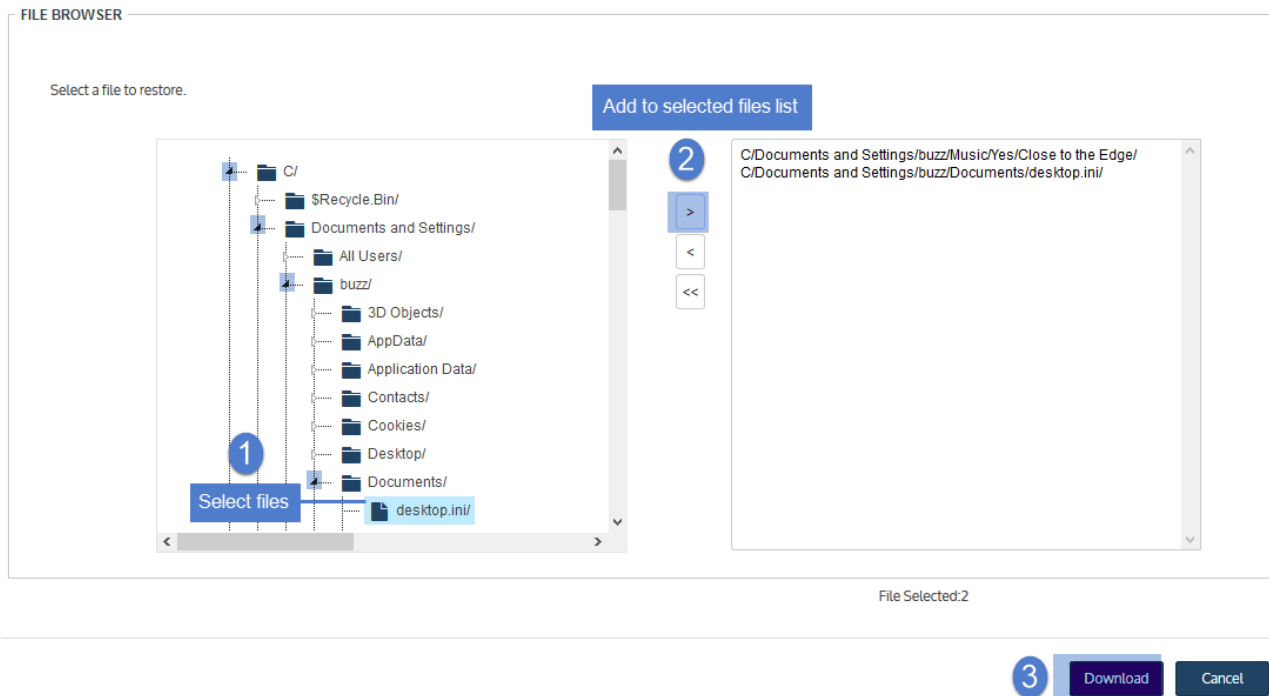 FILE BROWSER
Select a file to restore.
Add to selected files list
2
C/
$Recycle.Bin/
Documents and Settings/
All Users/
buzz/
3D Objects/
AppData/
Application Data/
Contacts/
Cookies/
Desktop/
Documents/
desktop.ini/
1
Select files
>
<
<<
C/Documents and Settings/buzz/Music/Yes/Close to the Edge/
C/Documents and Settings/buzz/Documents/desktop.ini/
File Selected:2
3
Download
Cancel